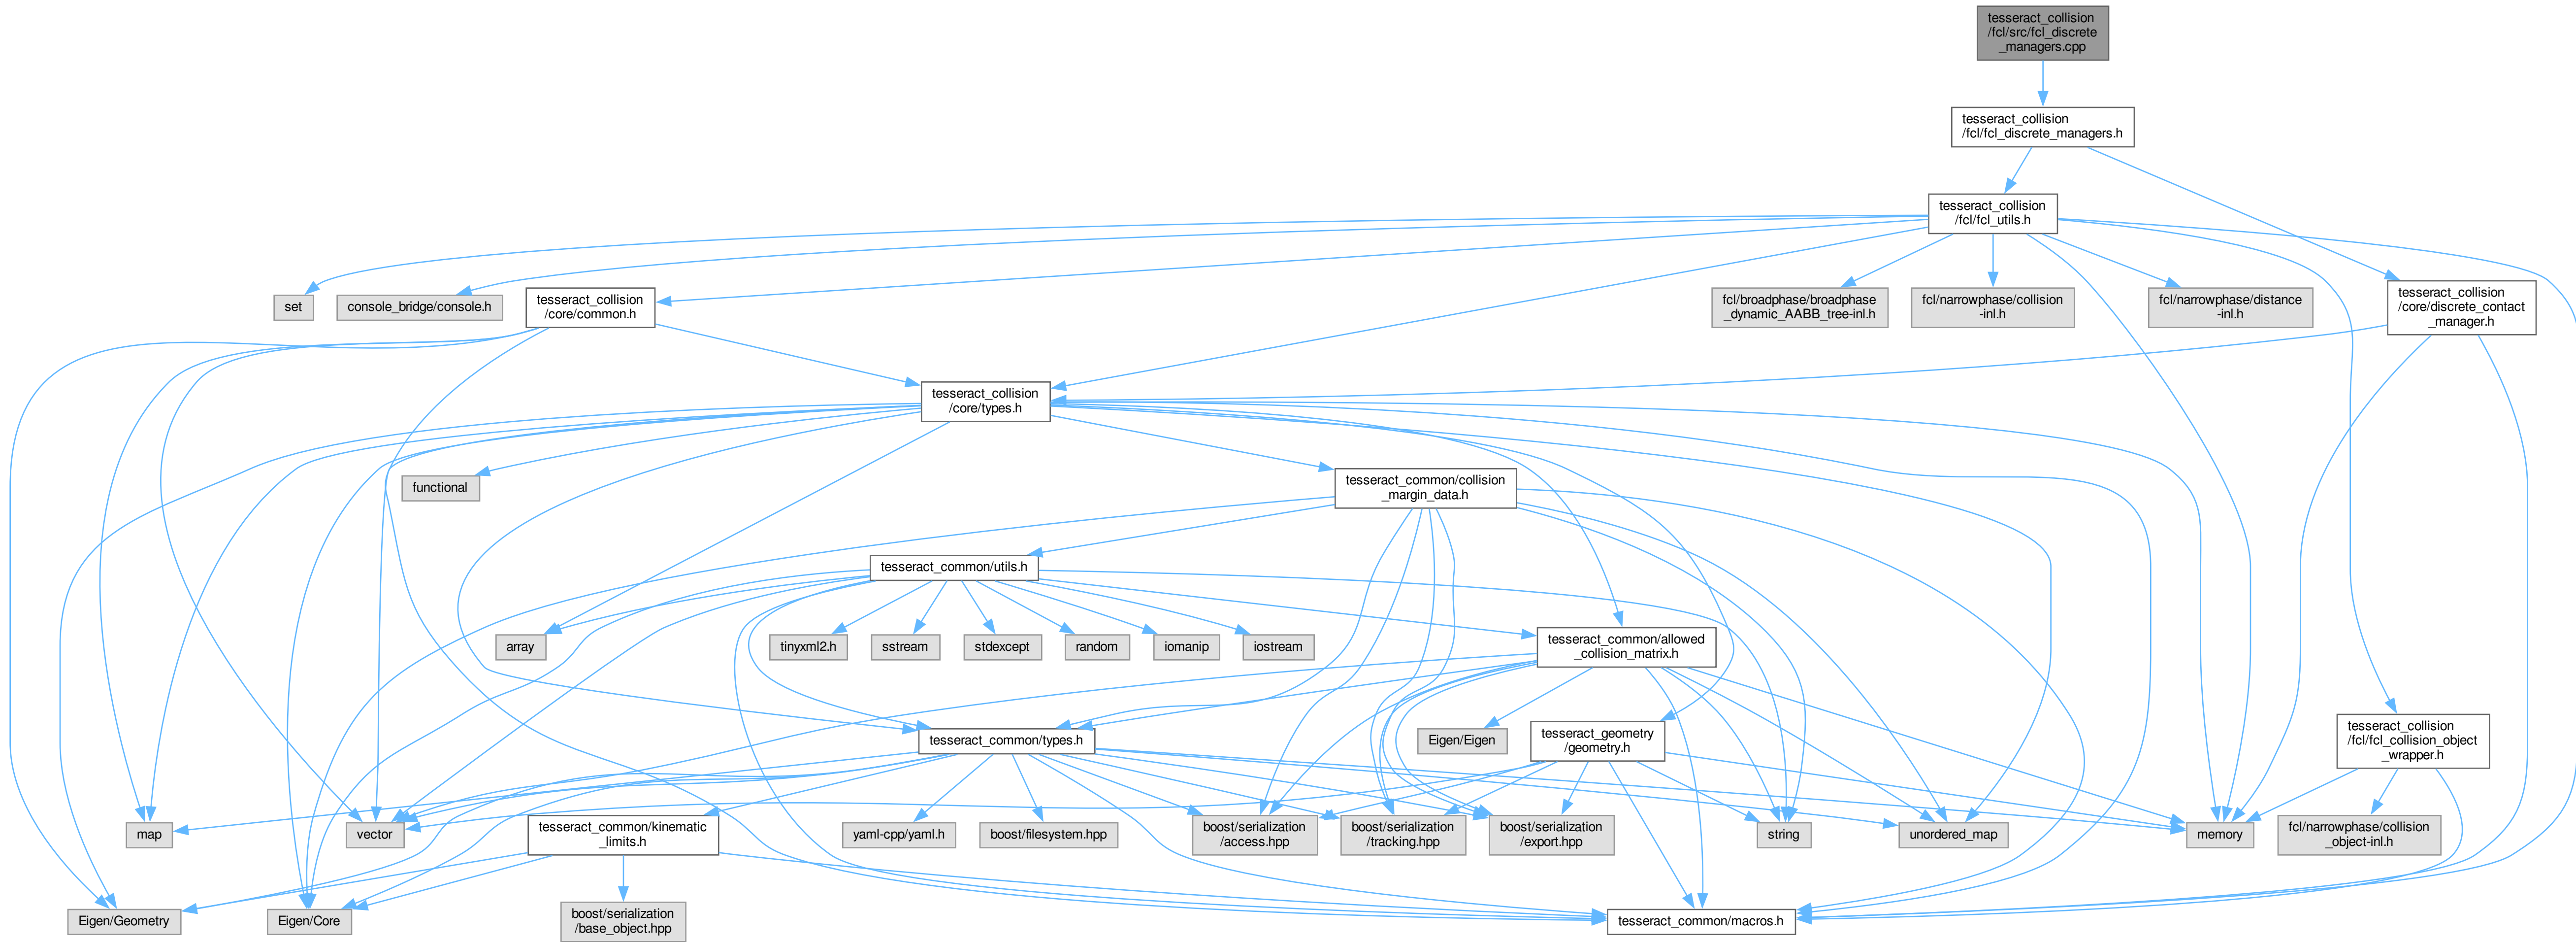 tesseract_collision
/fcl/src/fcl_discrete
_managers.cpp
tesseract_collision
/fcl/fcl_discrete_managers.h
tesseract_collision
/fcl/fcl_utils.h
set
console_bridge/console.h
tesseract_collision
/core/common.h
fcl/broadphase/broadphase
_dynamic_AABB_tree-inl.h
fcl/narrowphase/collision
-inl.h
fcl/narrowphase/distance
-inl.h
tesseract_collision
/core/discrete_contact
_manager.h
tesseract_collision
/core/types.h
functional
tesseract_common/collision
_margin_data.h
tesseract_common/utils.h
array
tinyxml2.h
sstream
stdexcept
random
iomanip
iostream
tesseract_common/allowed
_collision_matrix.h
tesseract_common/types.h
Eigen/Eigen
tesseract_geometry
/geometry.h
tesseract_collision
/fcl/fcl_collision_object
_wrapper.h
map
vector
tesseract_common/kinematic
_limits.h
yaml-cpp/yaml.h
boost/filesystem.hpp
boost/serialization
/access.hpp
boost/serialization
/tracking.hpp
boost/serialization
/export.hpp
string
unordered_map
memory
fcl/narrowphase/collision
_object-inl.h
Eigen/Geometry
Eigen/Core
boost/serialization
/base_object.hpp
tesseract_common/macros.h